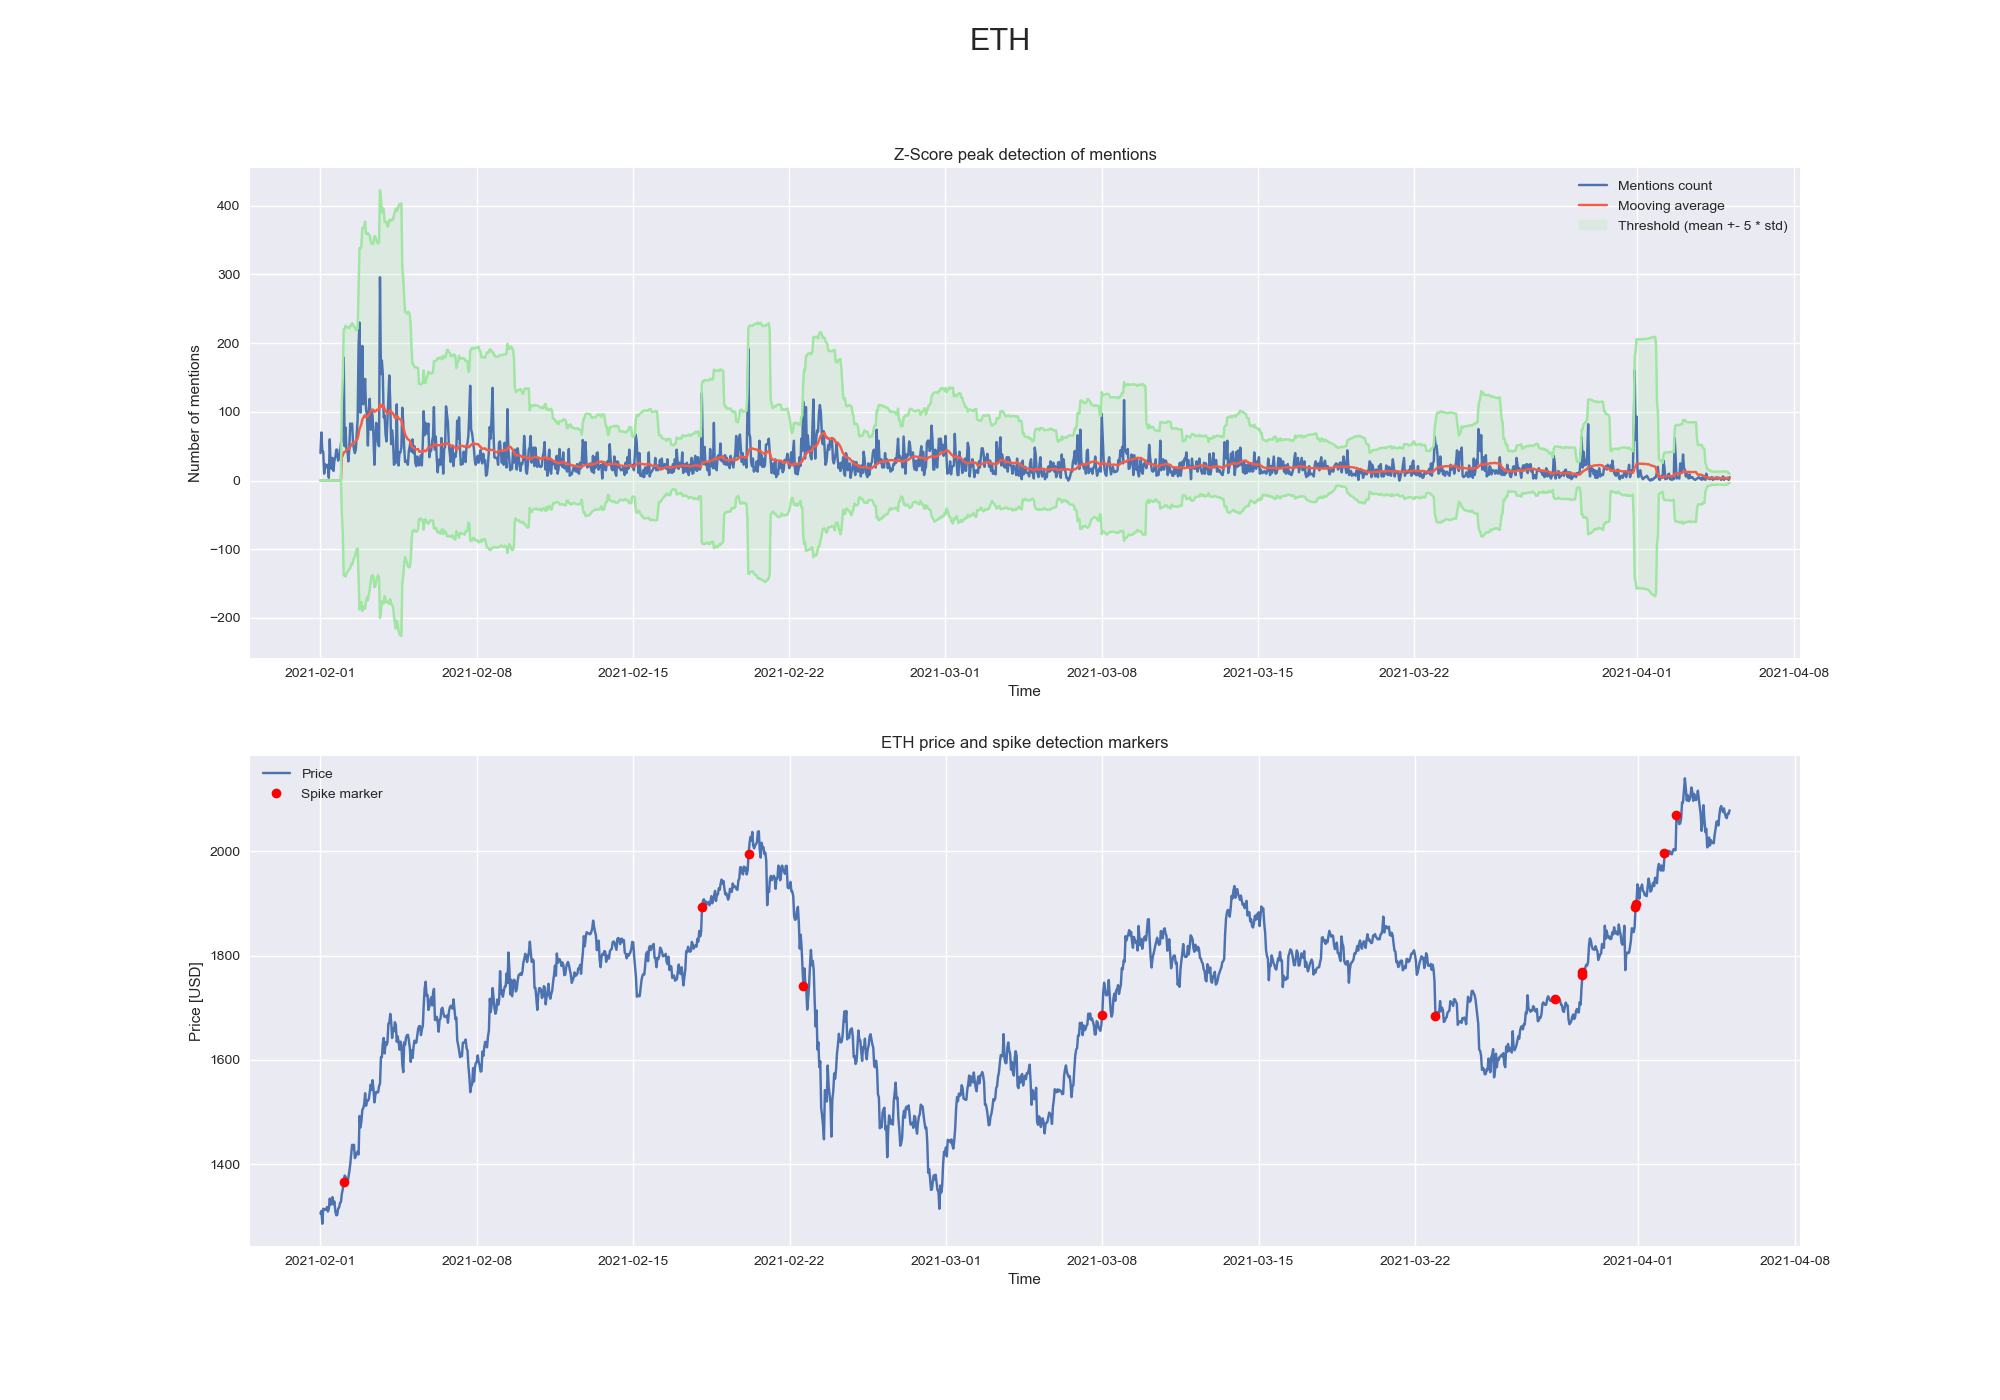 ETH
Z-Score peak detection of mentions
Mentions count
Mooving average
Threshold (mean +- 5 * std)
400
300
200
100
0
−100
−200
Number of mentions
2021-02-01 2021-02-08 2021-02-15 2021-02-22 2021-03-01 2021-03-08 2021-03-15 2021-03-22 2021-04-01 2021-04-08
Time
ETH price and spike detection markers
Price
Spike marker
2000
1800
1600
1400
Price [USD]
2021-02-01 2021-02-08 2021-02-15 2021-02-22 2021-03-01 2021-03-08 2021-03-15 2021-03-22 2021-04-01 2021-04-08
Time